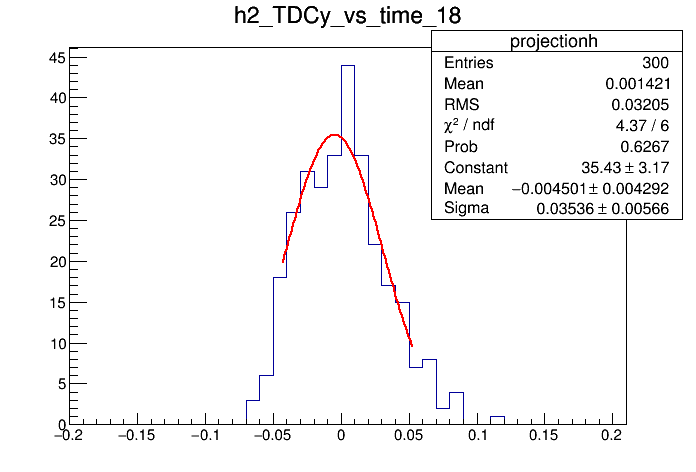 h2_TDCy_vs_time_18
projectionh
Entries 300
Mean 0.001421
RMS 0.03205
χ² / ndf 4.37 / 6
Prob 0.6267
Constant 35.43 ± 3.17
Mean −0.004501 ± 0.004292
Sigma 0.03536 ± 0.00566
45
40
35
30
25
20
15
10
5
0
−0.2 −0.15 −0.1 −0.05 0 0.05 0.1 0.15 0.2